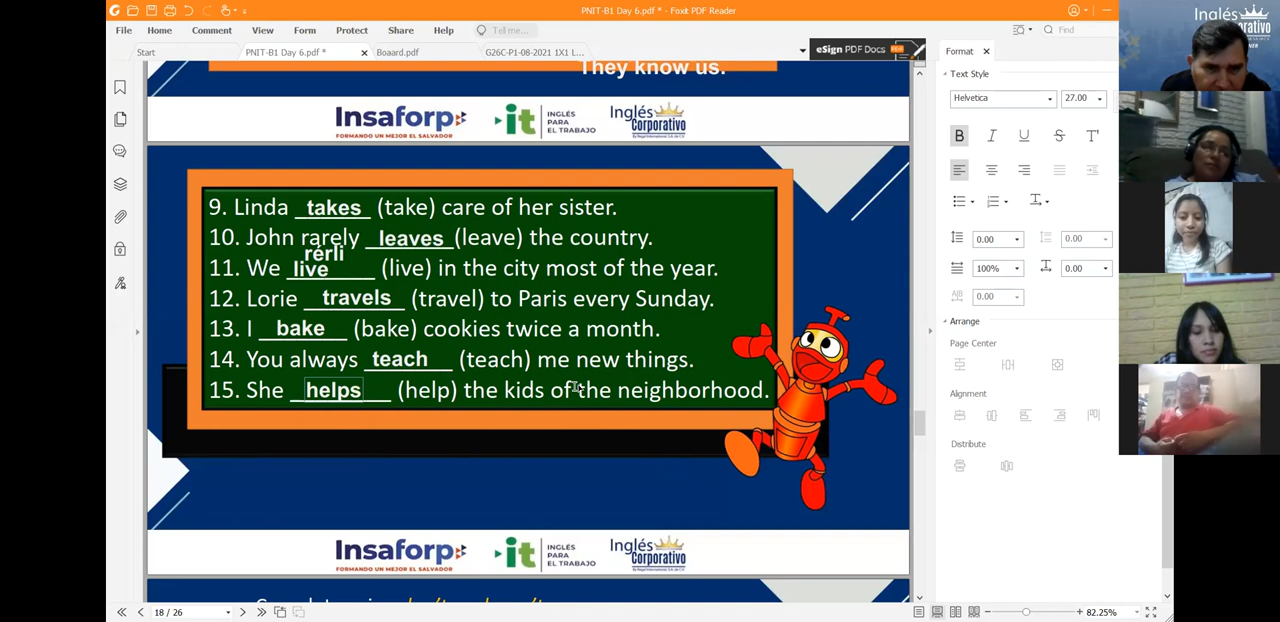 PNIT-B1 Day 6.pdf * - Foxit PDF Reader
File Home Comment View Form Protect Share Help Tell me... Find
Start PNIT-B1 Day 6.pdf * Boaard.pdf G26C-P1-08-2021 1X1 L... eSign PDF Docs
Format
Text Style
Helvetica 27.00
B I U S T
0.00 0.00
100% 0.00
0.00
Arrange
Page Center
Alignment
Distribute
Inglés
Corporativo
They know us.
Insaforp
FORMANDO UN MEJOR EL SALVADOR
it INGLÉS PARA EL TRABAJO
Inglés Corporativo
9. Linda takes (take) care of her sister.
10. John rarely leaves (leave) the country.
rérli
11. We live (live) in the city most of the year.
12. Lorie travels (travel) to Paris every Sunday.
13. I bake (bake) cookies twice a month.
14. You always teach (teach) me new things.
15. She helps (help) the kids of the neighborhood.
Insaforp
FORMANDO UN MEJOR EL SALVADOR
it INGLÉS PARA EL TRABAJO
Inglés Corporativo
18 / 26
82.25%